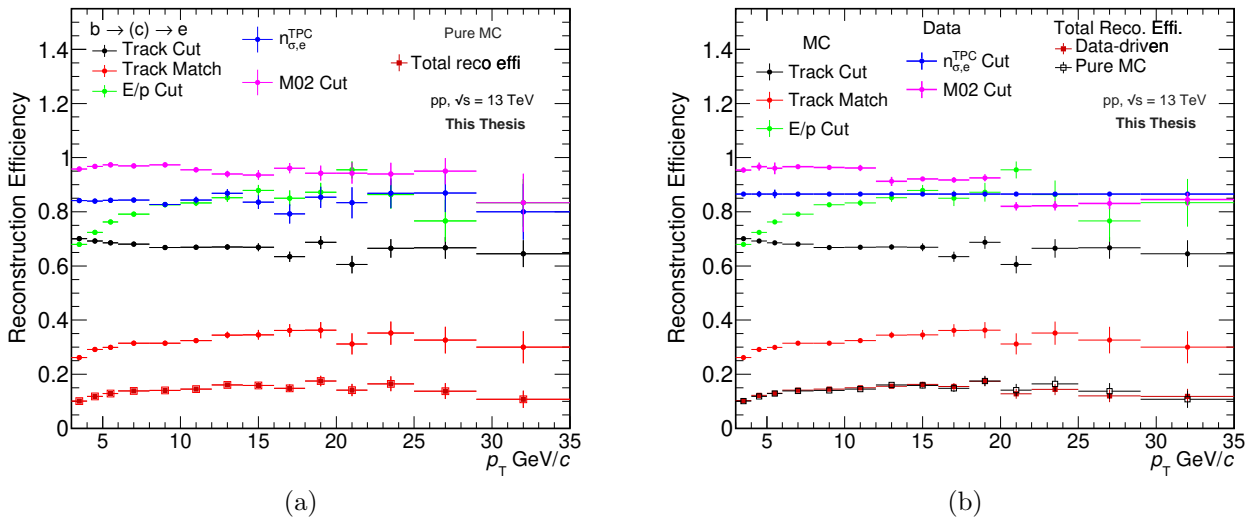 b → (c) → e
Track Cut
Track Match
E/p Cut
n^TPC_σ,e
M02 Cut
Pure MC
Total reco effi
pp, √s = 13 TeV
This Thesis
Reconstruction Efficiency
0
0.2
0.4
0.6
0.8
1
1.2
1.4
5 10 15 20 25 30 35
p_T GeV/c
(a)
MC
Track Cut
Track Match
E/p Cut
Data
n^TPC_σ,e Cut
M02 Cut
Total Reco. Effi.
Data-driven
Pure MC
pp, √s = 13 TeV
This Thesis
Reconstruction Efficiency
0
0.2
0.4
0.6
0.8
1
1.2
1.4
5 10 15 20 25 30 35
p_T GeV/c
(b)